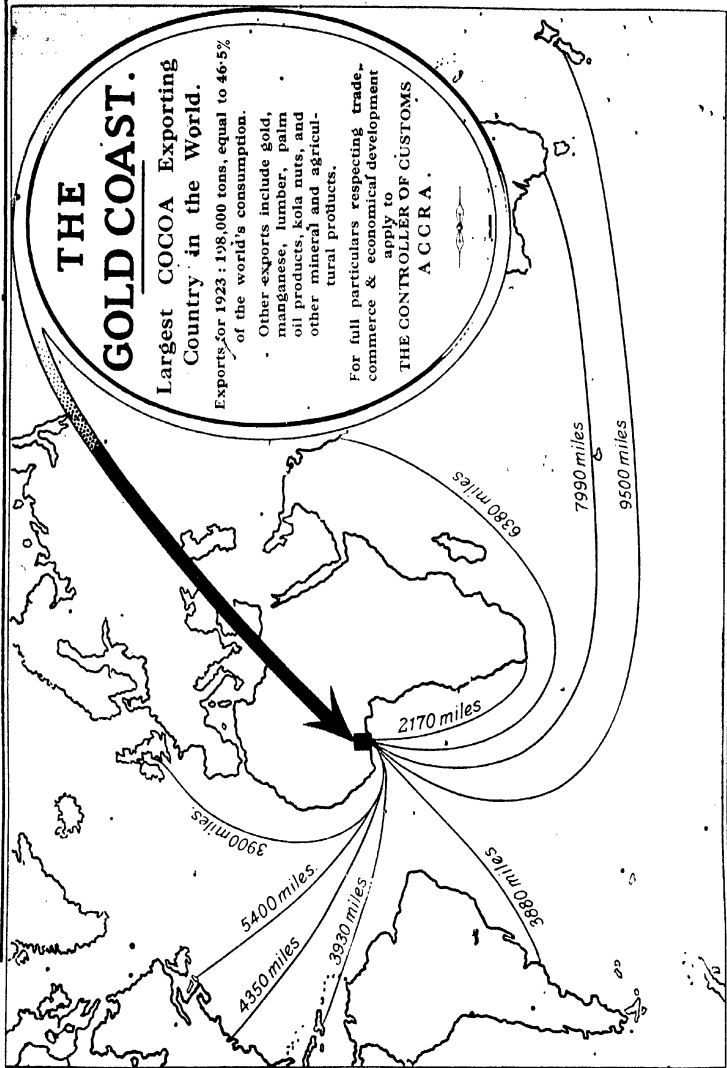 THE
GOLD COAST.
Largest COCOA Exporting
Country in the World.
Exports for 1923 : 198,000 tons, equal to 46·5%
of the world's consumption.
Other exports include gold,
manganese, lumber, palm
oil products, kola nuts, and
other mineral and agricul-
tural products.
For full particulars respecting trade,
commerce & economical development
apply to
THE CONTROLLER OF CUSTOMS
ACCRA.
6380 miles
7990 miles
9500 miles
2170 miles
3900 miles.
5400 miles.
4350 miles
3930 miles
3880 miles